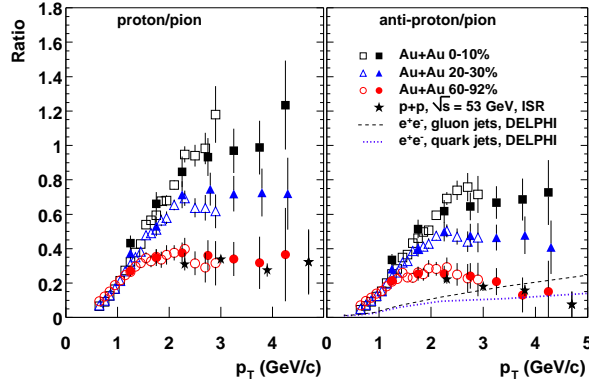 proton/pion
anti-proton/pion
Ratio
1.8
1.6
1.4
1.2
1
0.8
0.6
0.4
0.2
0
Au+Au 0-10%
Au+Au 20-30%
Au+Au 60-92%
p+p, √s = 53 GeV, ISR
e⁺e⁻, gluon jets, DELPHI
e⁺e⁻, quark jets, DELPHI
0 1 2 3 4 0 1 2 3 4 5
p_T (GeV/c) p_T (GeV/c)